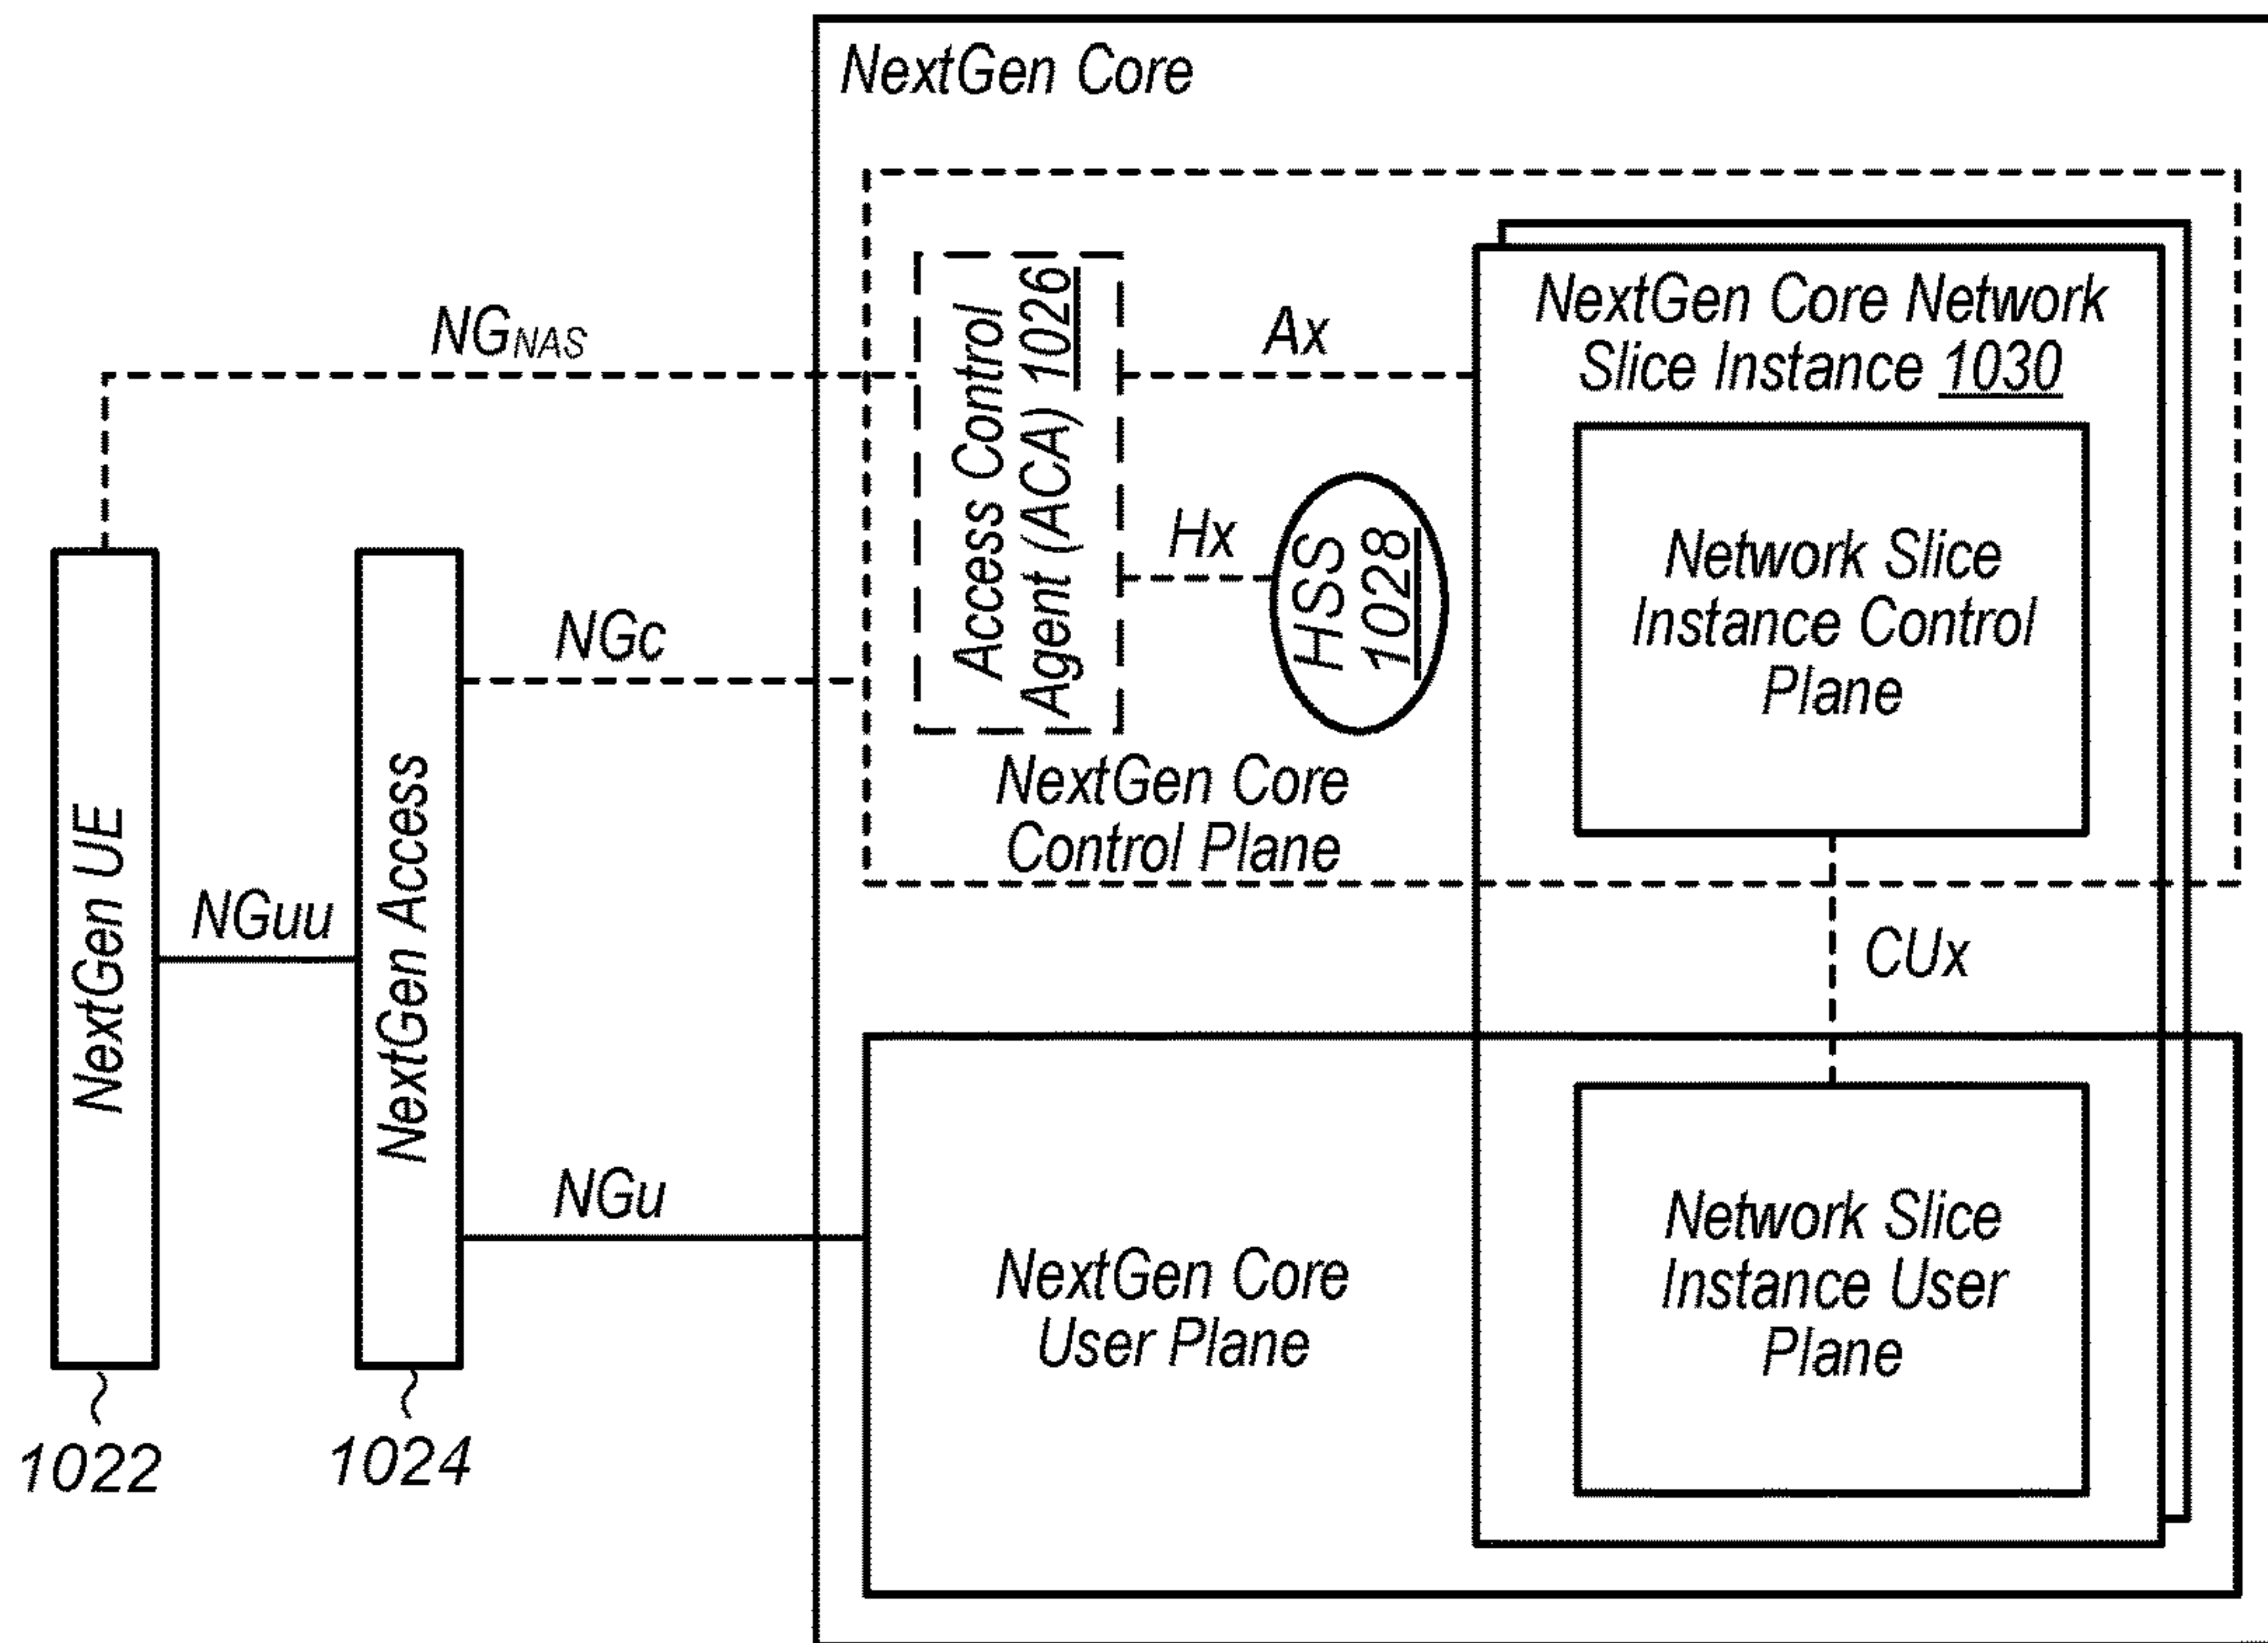 NextGen Core
NG_NAS
Access Control
Agent (ACA) 1026
Ax
Hx
HSS
1028
NextGen Core Network
Slice Instance 1030
Network Slice
Instance Control
Plane
NGc
NextGen Core
Control Plane
NextGen UE
NGuu
NextGen Access
CUx
NGu
NextGen Core
User Plane
Network Slice
Instance User
Plane
1022
1024